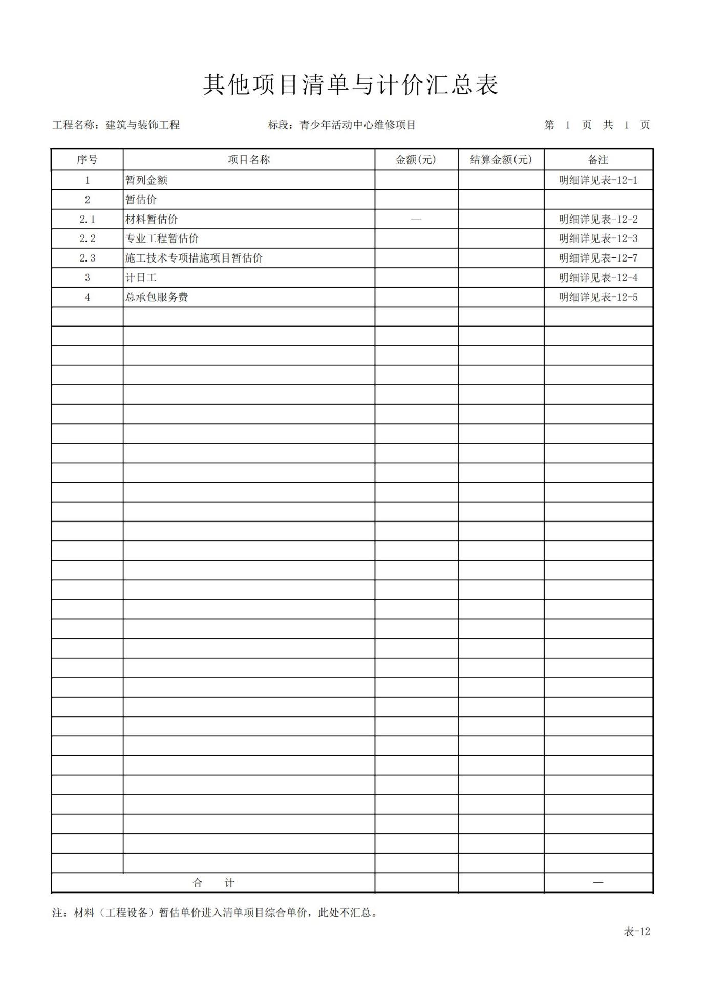 其他项目清单与计价汇总表
工程名称：建筑与装饰工程 标段：青少年活动中心维修项目 第 1 页 共 1 页
序号 项目名称 金额(元) 结算金额(元) 备注
1 暂列金额 明细详见表-12-1
2 暂估价
2.1 材料暂估价 — 明细详见表-12-2
2.2 专业工程暂估价 明细详见表-12-3
2.3 施工技术专项措施项目暂估价 明细详见表-12-7
3 计日工 明细详见表-12-4
4 总承包服务费 明细详见表-12-5
合 计 —
注：材料（工程设备）暂估单价进入清单项目综合单价，此处不汇总。
表-12